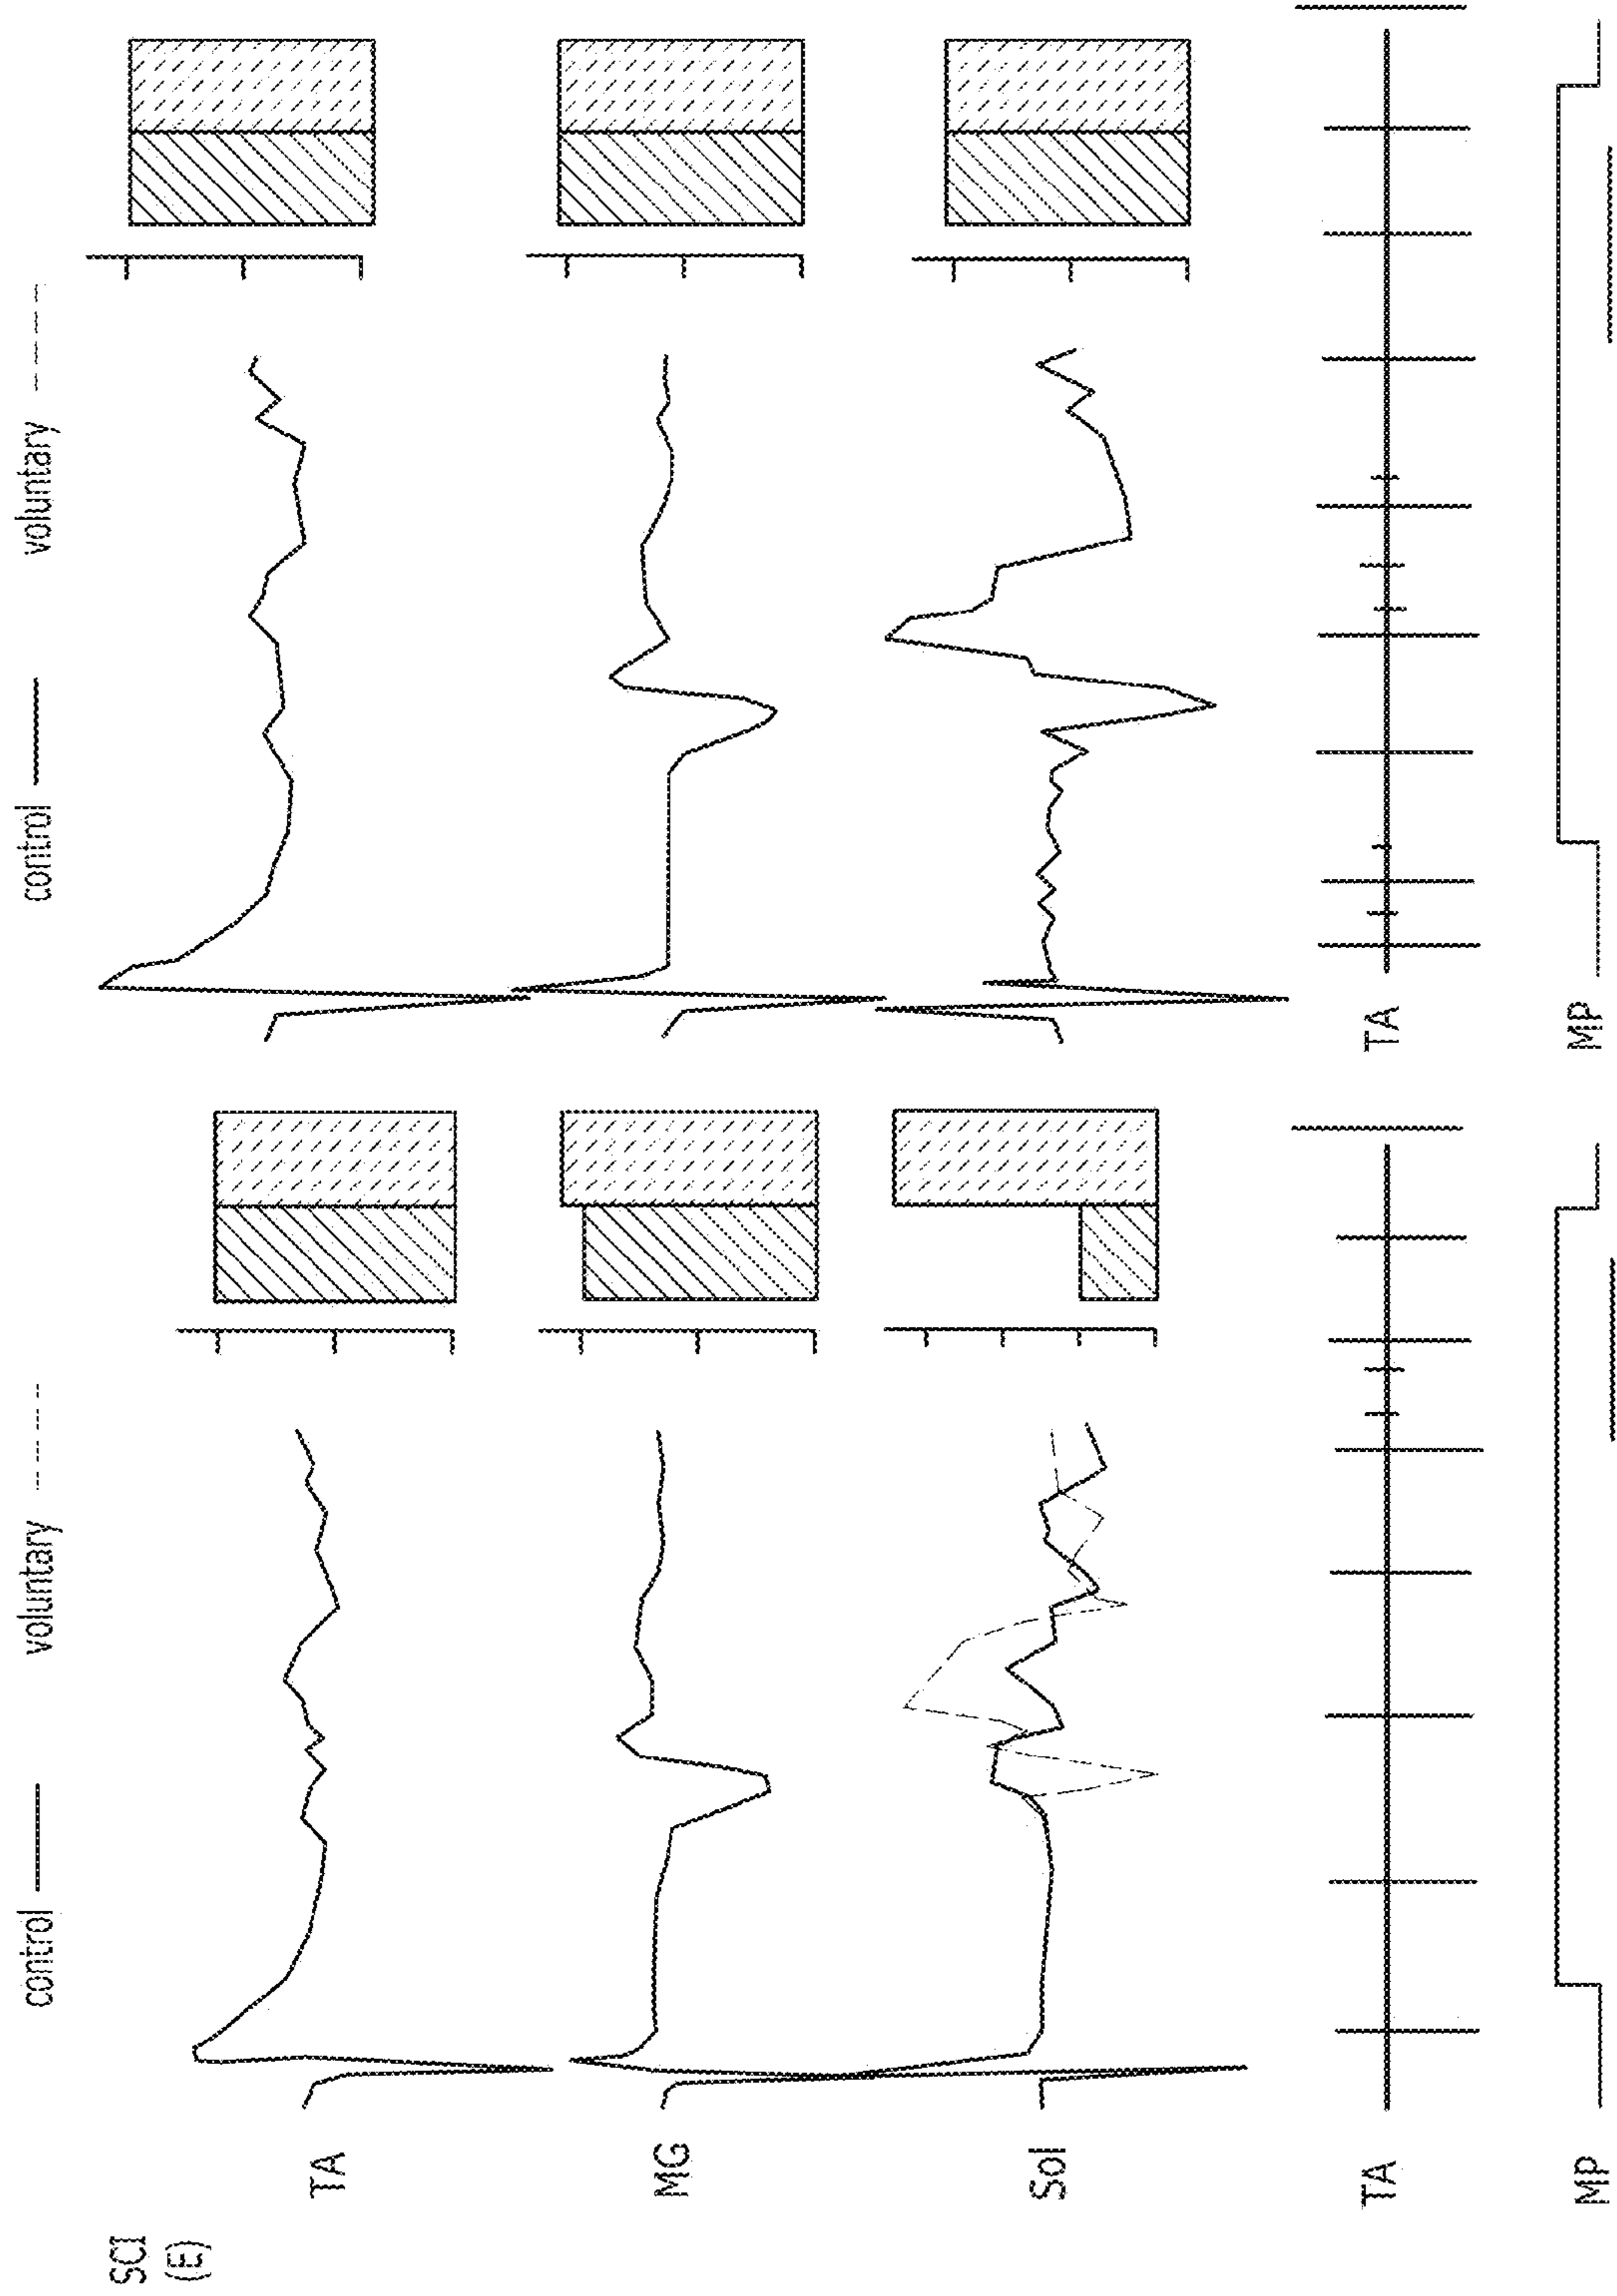 SCI
(E)
control voluntary
control voluntary
TA
MG
Sol
TA
TA
MP
MP